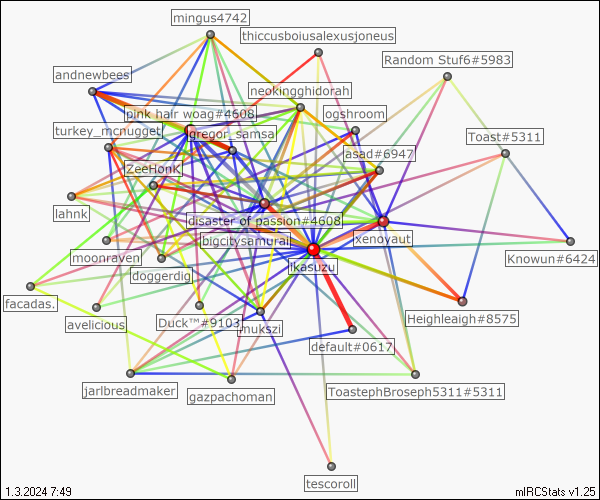 mingus4742
thiccusboiusalexusjoneus
Random Stuf6#5983
andnewbees
neokingghidorah
pink hair woag#4608
ogshroom
turkey_mcnugget
gregor_samsa
Toast#5311
asad#6947
ZeeHonK
lahnk
disaster of passion#4608
xenovaut
bigcitysamurai
moonraven
Knowun#6424
ikasuzu
doggerdig
facadas.
Heighleaigh#8575
avelicious
Duck™#9103
mukszi
default#0617
jarlbreadmaker
ToastephBroseph5311#5311
gazpachoman
tescoroll
1.3.2024 7:49
mIRCStats v1.25